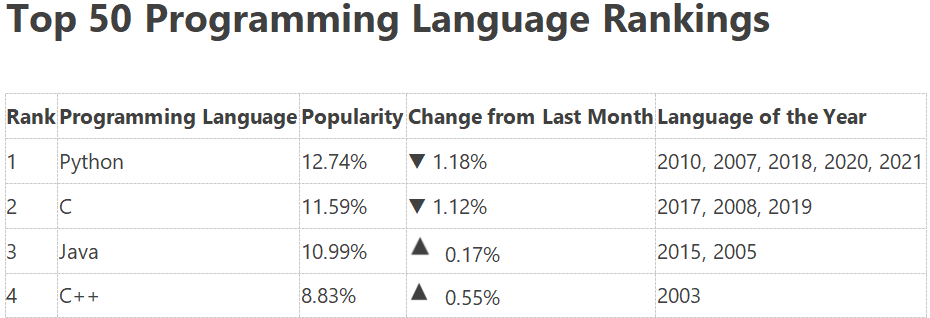 Top 50 Programming Language Rankings
Rank Programming Language Popularity Change from Last Month Language of the Year
1 Python 12.74% ▼ 1.18% 2010, 2007, 2018, 2020, 2021
2 C 11.59% ▼ 1.12% 2017, 2008, 2019
3 Java 10.99% ▲ 0.17% 2015, 2005
4 C++ 8.83% ▲ 0.55% 2003